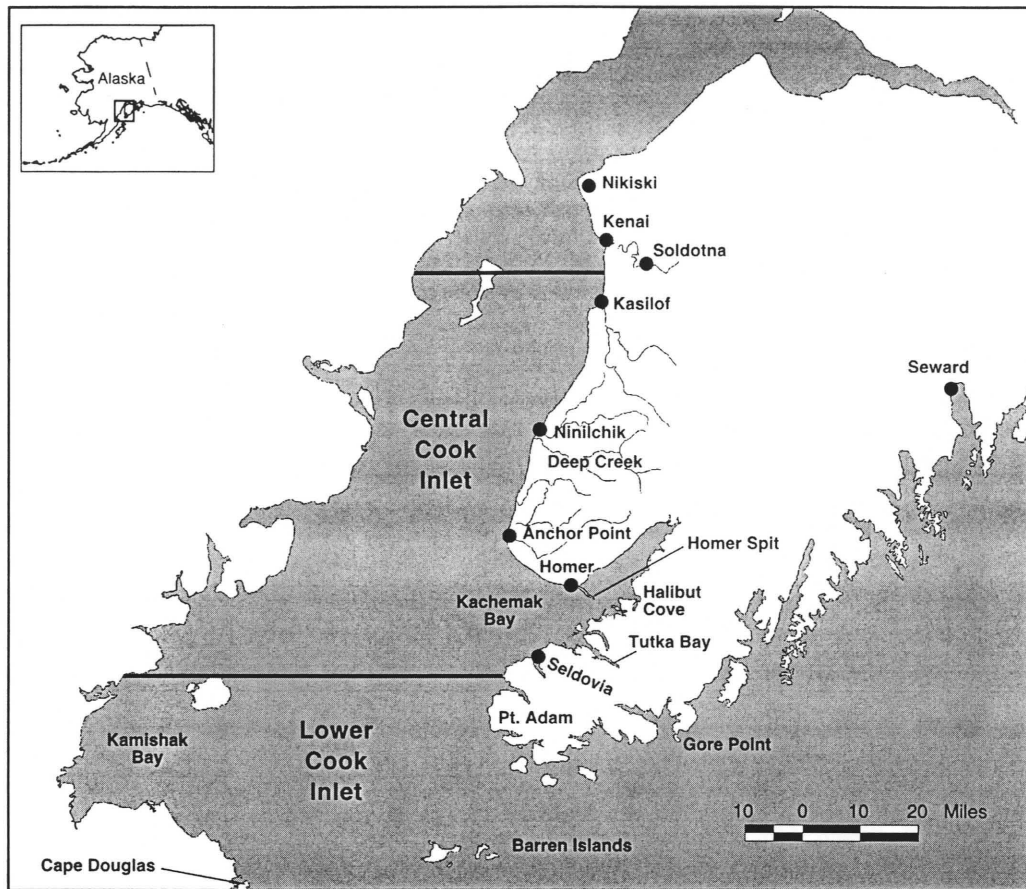 Alaska
Nikiski
Kenai
Soldotna
Kasilof
Seward
Central
Cook
Inlet
Ninilchik
Deep Creek
Anchor Point
Homer Spit
Homer
Halibut
Cove
Kachemak
Bay
Tutka Bay
Seldovia
Pt. Adam
Gore Point
Kamishak
Bay
Lower
Cook
Inlet
10 0 10 20 Miles
Barren Islands
Cape Douglas